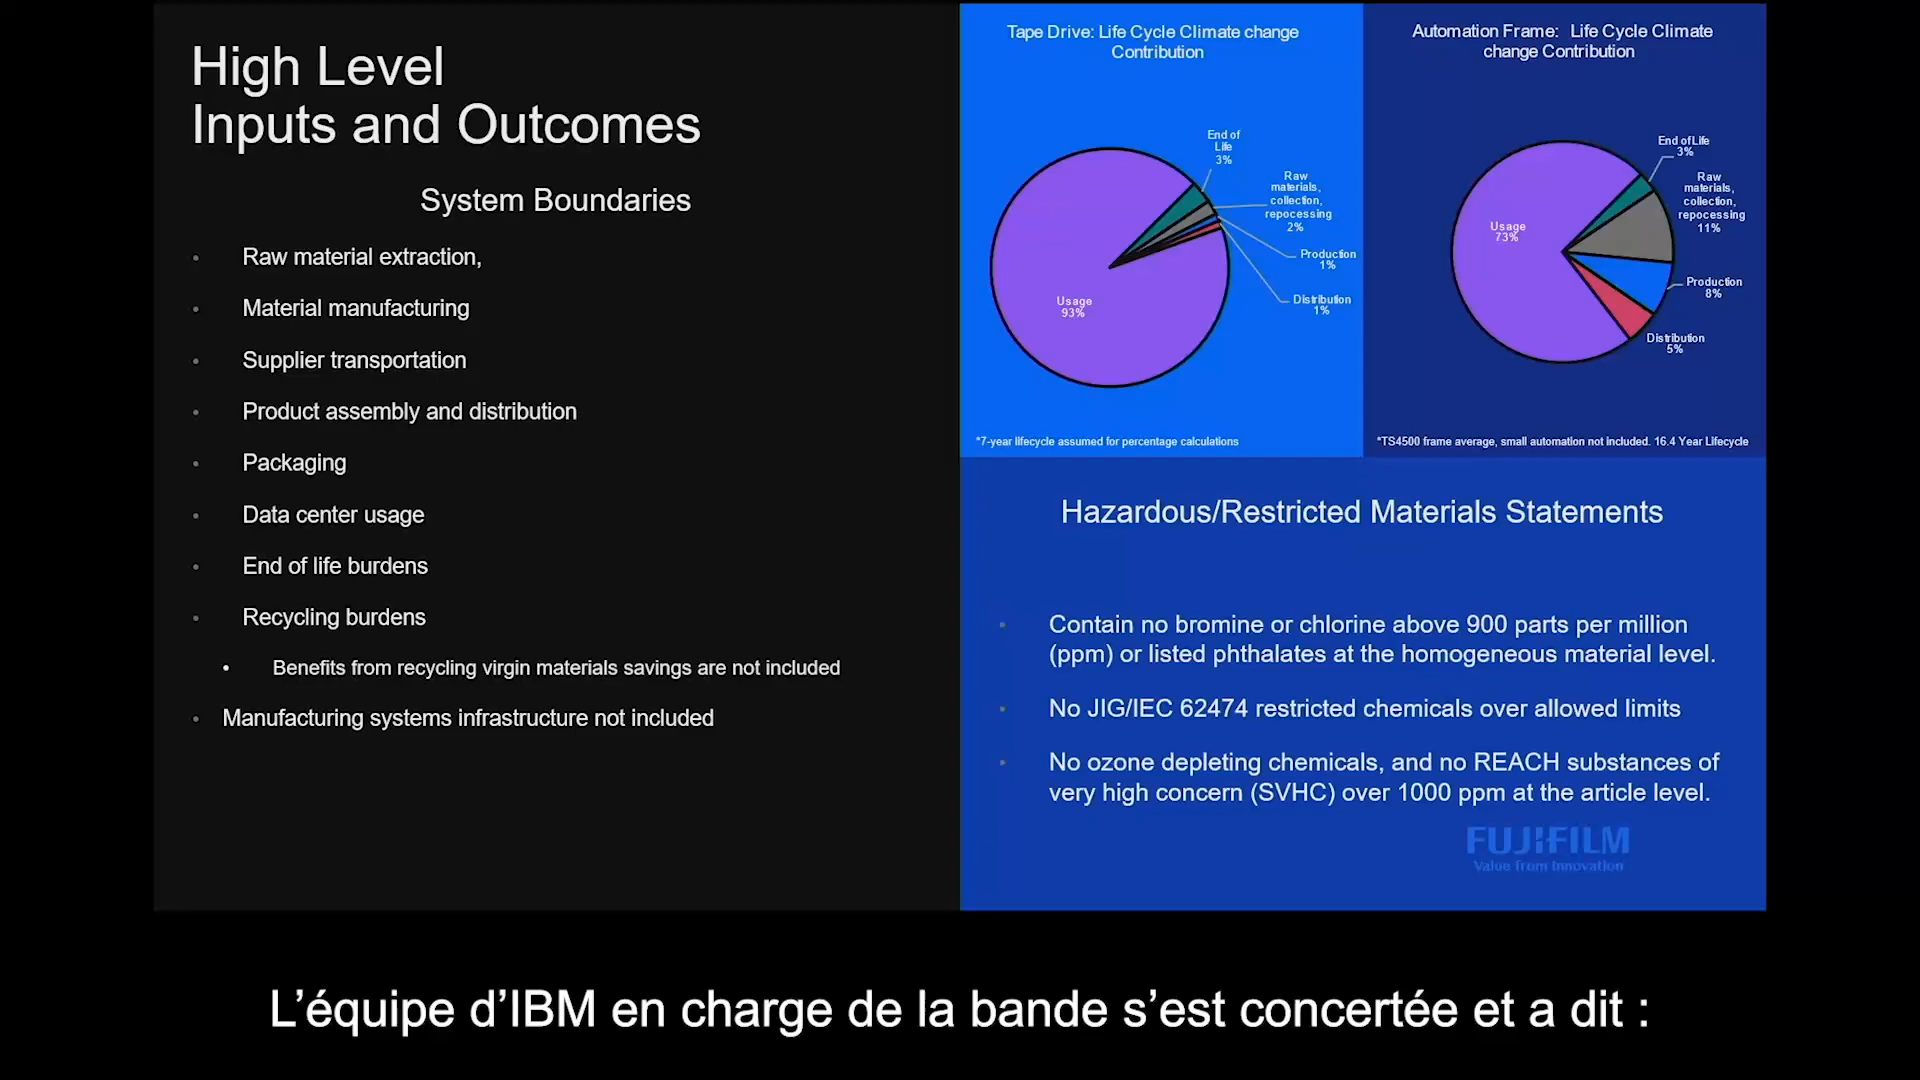 High Level
Inputs and Outcomes
System Boundaries
• Raw material extraction,
• Material manufacturing
• Supplier transportation
• Product assembly and distribution
• Packaging
• Data center usage
• End of life burdens
• Recycling burdens
• Benefits from recycling virgin materials savings are not included
• Manufacturing systems infrastructure not included
Tape Drive: Life Cycle Climate change
Contribution
End of
Life
3%
Raw
materials,
collection,
repocessing
2%
Production
1%
Distribution
1%
Usage
93%
*7-year lifecycle assumed for percentage calculations
Automation Frame: Life Cycle Climate
change Contribution
End of Life
3%
Raw
materials,
collection,
repocessing
11%
Production
8%
Distribution
5%
Usage
73%
*TS4500 frame average, small automation not included. 16.4 Year Lifecycle
Hazardous/Restricted Materials Statements
• Contain no bromine or chlorine above 900 parts per million
(ppm) or listed phthalates at the homogeneous material level.
• No JIG/IEC 62474 restricted chemicals over allowed limits
• No ozone depleting chemicals, and no REACH substances of
very high concern (SVHC) over 1000 ppm at the article level.
FUJIFILM
Value from Innovation
L’équipe d’IBM en charge de la bande s’est concertée et a dit :